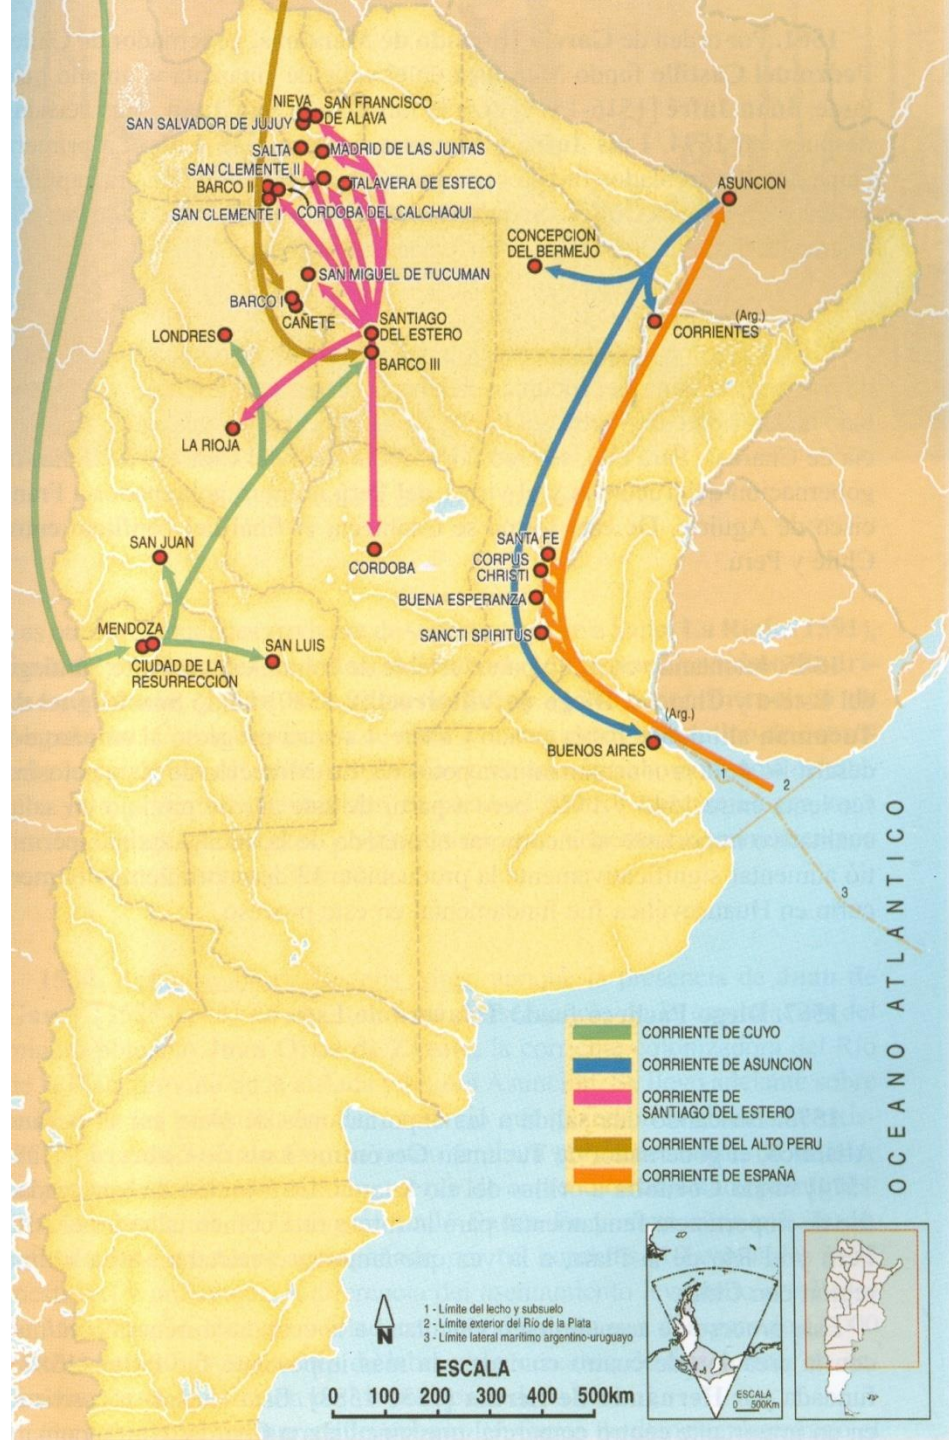 NIEVA
SAN FRANCISCO
DE ALAVA
SAN SALVADOR DE JUJUY
SALTA
MADRID DE LAS JUNTAS
SAN CLEMENTE II
BARCO II
TALAVERA DE ESTECO
SAN CLEMENTE I
CORDOBA DEL CALCHAQUI
ASUNCION
CONCEPCION
DEL BERMEJO
SAN MIGUEL DE TUCUMAN
BARCO I
CAÑETE
SANTIAGO
DEL ESTERO
LONDRES
BARCO III
(Arg.)
CORRIENTES
LA RIOJA
SAN JUAN
CORDOBA
SANTA FE
CORPUS
CHRISTI
BUENA ESPERANZA
SANCTI SPIRITUS
MENDOZA
CIUDAD DE LA
RESURRECCIÓN
SAN LUIS
(Arg.)
BUENOS AIRES
1
2
3
OCEANO ATLÁNTICO
CORRIENTE DE CUYO
CORRIENTE DE ASUNCION
CORRIENTE DE
SANTIAGO DEL ESTERO
CORRIENTE DEL ALTO PERU
CORRIENTE DE ESPAÑA
N
1 - Límite del lecho y subsuelo
2 - Límite exterior del Río de la Plata
3 - Límite lateral marítimo argentino-uruguayo
ESCALA
0 100 200 300 400 500km
ESCALA
0 500Km